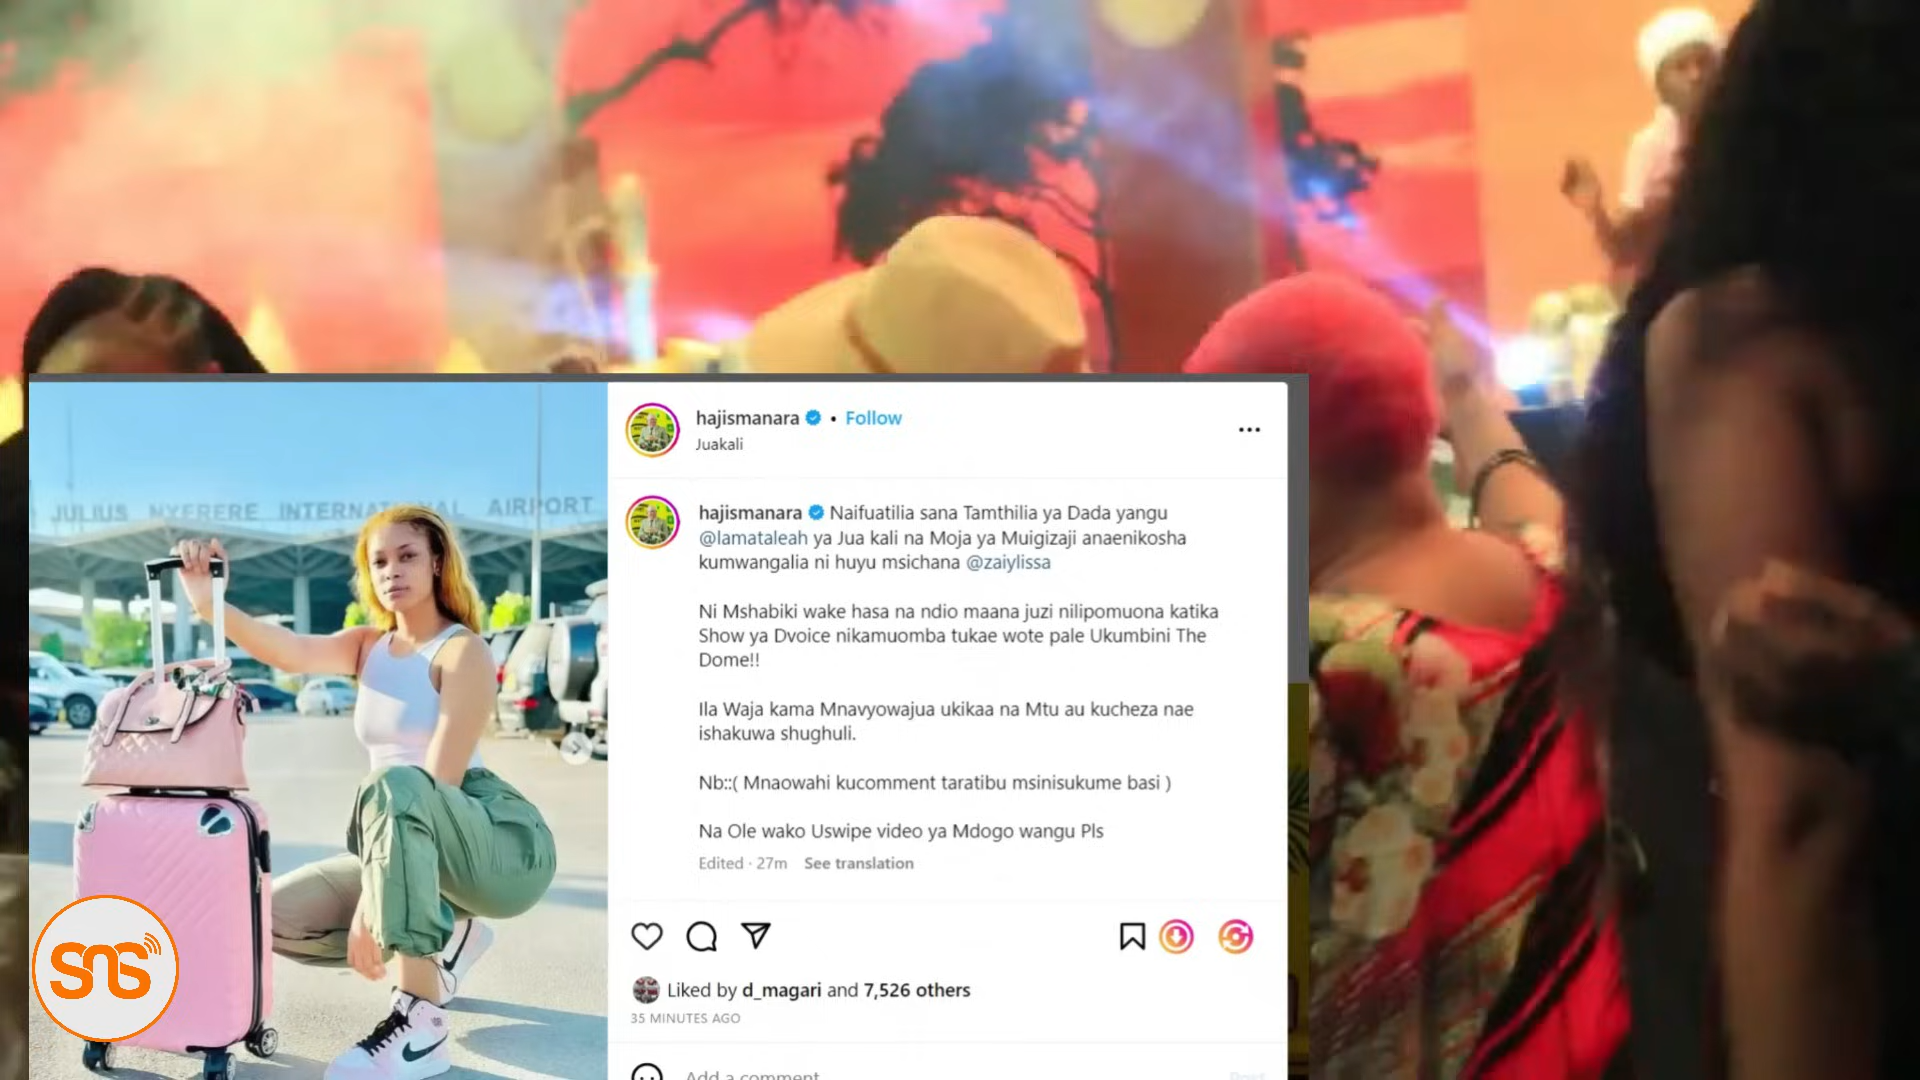 JULIUS NYERERE INTERNATIONAL AIRPORT
SNS
hajismanara • Follow
Juakali
hajismanara Naifuatilia sana Tamthilia ya Dada yangu
@lamataleah ya Jua kali na Moja ya Muigizaji anaenikosha
kumwangalia ni huyu msichana @zaiylissa
Ni Mshabiki wake hasa na ndio maana juzi nilipomuona katika
Show ya Dvoice nikamuomba tukae wote pale Ukumbini The
Dome!!
Ila Waja kama Mnavyowajua ukikaa na Mtu au kucheza nae
ishakuwa shughuli.
Nb::( Mnaowahi kucomment taratibu msinisukume basi )
Na Ole wako Uswipe video ya Mdogo wangu Pls
Edited · 27m See translation
Liked by d_magari and 7,526 others
35 MINUTES AGO
Add a comment
Post